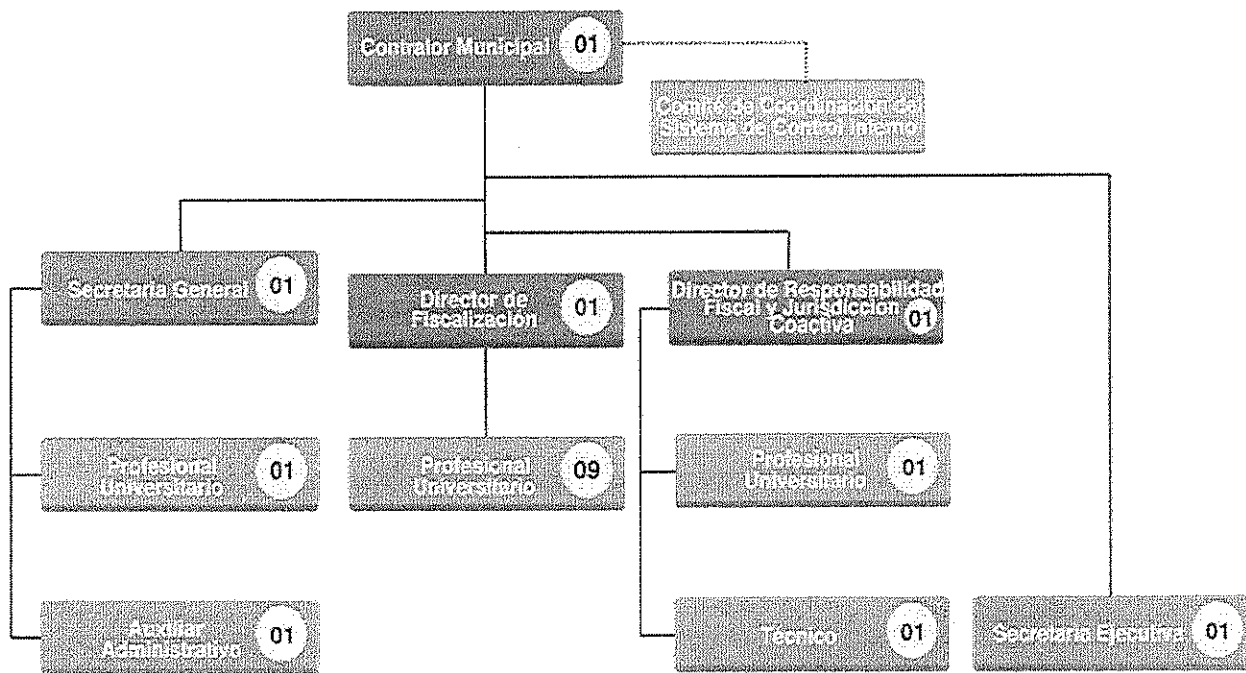 Contralor Municipal 01
Comité de Coordinación del
Sistema de Control Interno
Secretaria General 01
Director de
Fiscalización 01
Director de Responsabilidad
Fiscal y Jurisdicción
Coactiva 01
Profesional
Universitario 01
Profesional
Universitario 09
Profesional
Universitario 01
Auxiliar
Administrativo 01
Técnico 01
Secretario Ejecutiva 01